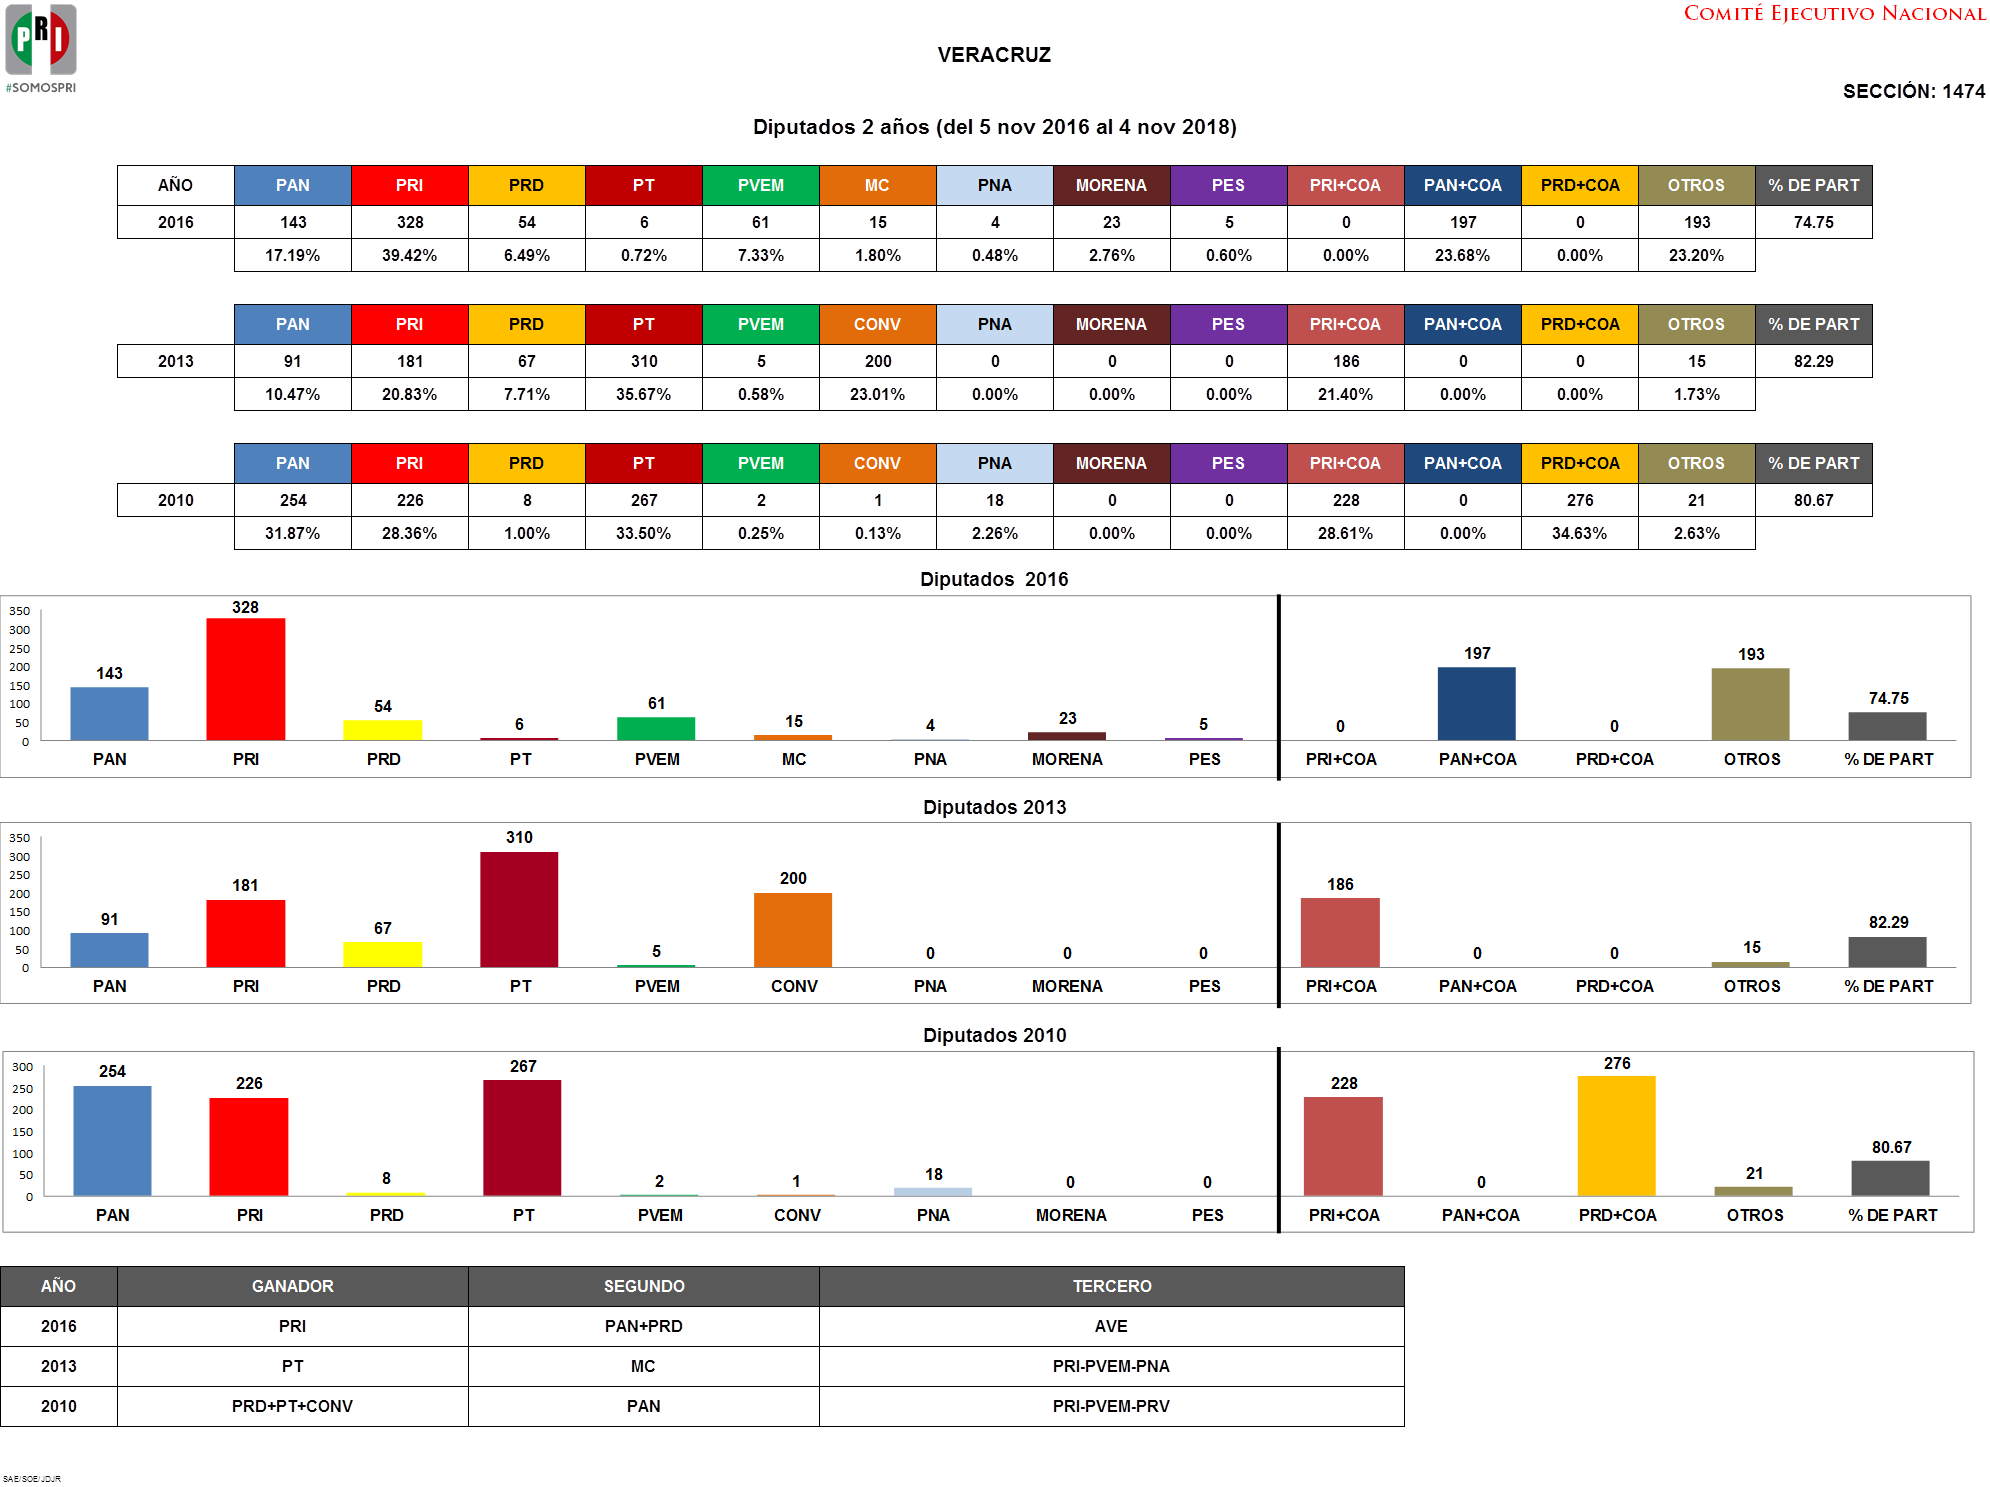 PRI
#SOMOSPRI
COMITÉ EJECUTIVO NACIONAL
VERACRUZ
SECCIÓN: 1474
Diputados 2 años (del 5 nov 2016 al 4 nov 2018)
AÑO PAN PRI PRD PT PVEM MC PNA MORENA PES PRI+COA PAN+COA PRD+COA OTROS % DE PART
2016 143 328 54 6 61 15 4 23 5 0 197 0 193 74.75
17.19% 39.42% 6.49% 0.72% 7.33% 1.80% 0.48% 2.76% 0.60% 0.00% 23.68% 0.00% 23.20%
PAN PRI PRD PT PVEM CONV PNA MORENA PES PRI+COA PAN+COA PRD+COA OTROS % DE PART
2013 91 181 67 310 5 200 0 0 0 186 0 0 15 82.29
10.47% 20.83% 7.71% 35.67% 0.58% 23.01% 0.00% 0.00% 0.00% 21.40% 0.00% 0.00% 1.73%
PAN PRI PRD PT PVEM CONV PNA MORENA PES PRI+COA PAN+COA PRD+COA OTROS % DE PART
2010 254 226 8 267 2 1 18 0 0 228 0 276 21 80.67
31.87% 28.36% 1.00% 33.50% 0.25% 0.13% 2.26% 0.00% 0.00% 28.61% 0.00% 34.63% 2.63%
Diputados 2016
350
300
250
200
150
100
50
0
143 328 54 6 61 15 4 23 5 0 197 0 193 74.75
PAN PRI PRD PT PVEM MC PNA MORENA PES PRI+COA PAN+COA PRD+COA OTROS % DE PART
Diputados 2013
350
300
250
200
150
100
50
0
91 181 67 310 5 200 0 0 0 186 0 0 15 82.29
PAN PRI PRD PT PVEM CONV PNA MORENA PES PRI+COA PAN+COA PRD+COA OTROS % DE PART
Diputados 2010
300
250
200
150
100
50
0
254 226 8 267 2 1 18 0 0 228 0 276 21 80.67
PAN PRI PRD PT PVEM CONV PNA MORENA PES PRI+COA PAN+COA PRD+COA OTROS % DE PART
AÑO GANADOR SEGUNDO TERCERO
2016 PRI PAN+PRD AVE
2013 PT MC PRI-PVEM-PNA
2010 PRD+PT+CONV PAN PRI-PVEM-PRV
SAE/SOE/JDJR